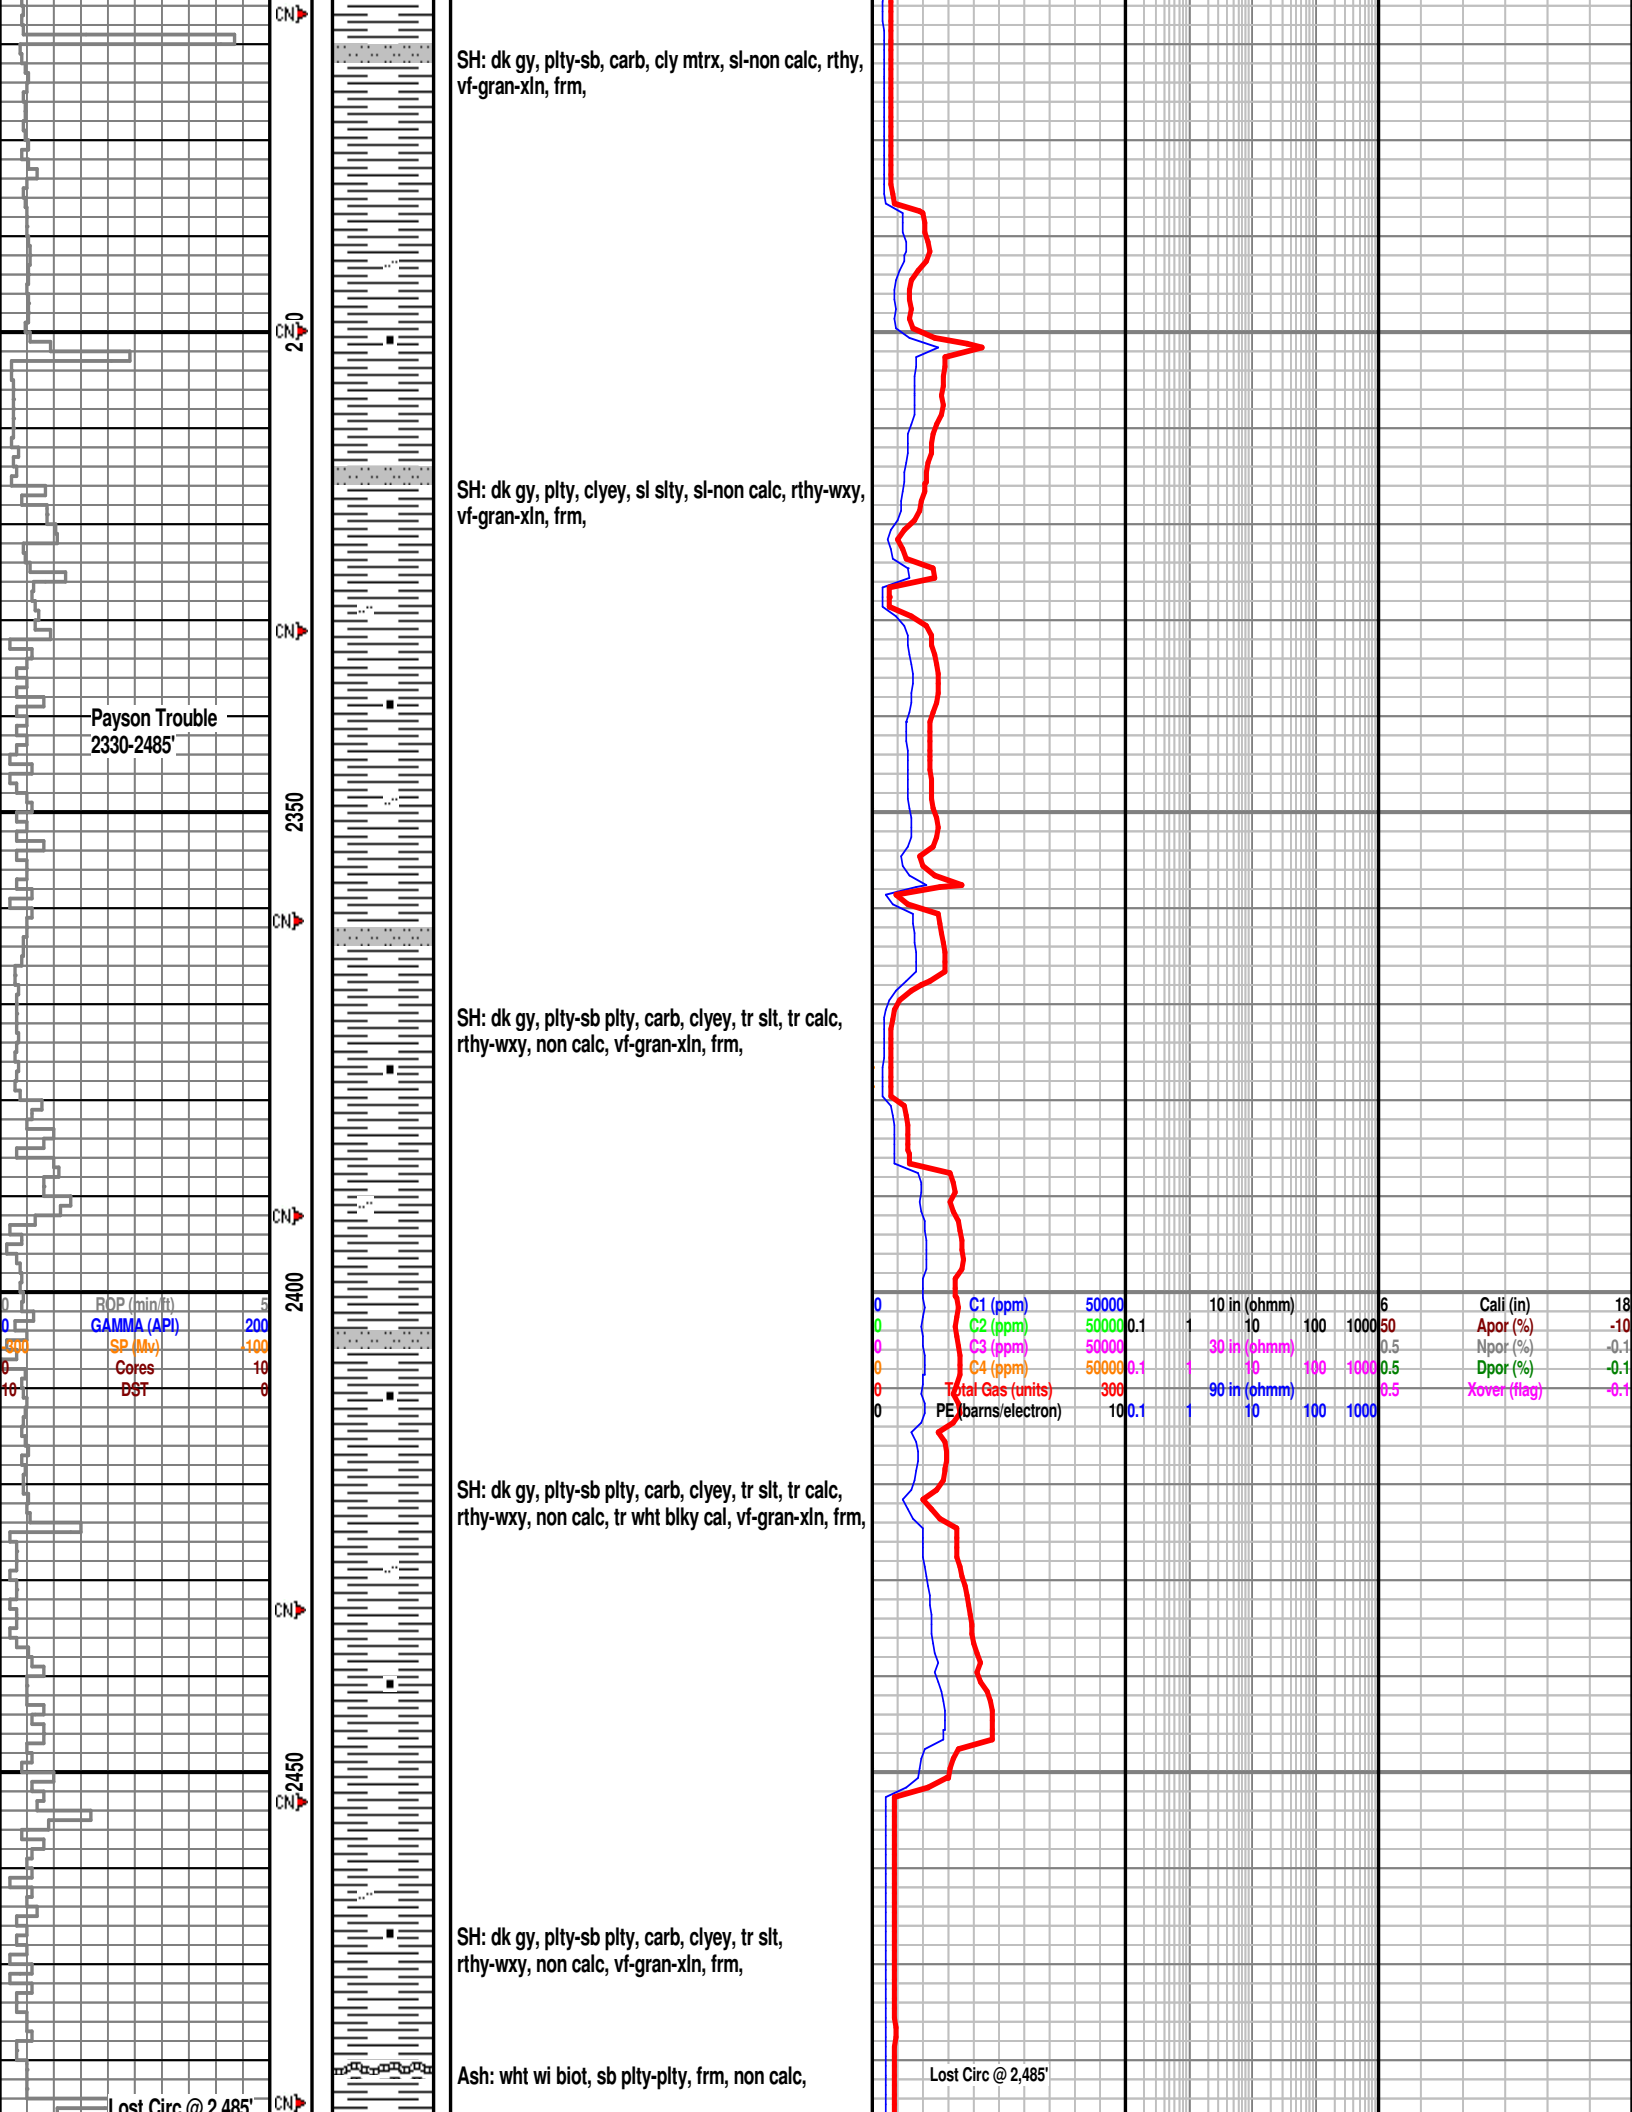 CN
SH: dk gy, plty-sb, carb, cly mtrx, sl-non calc, rthy,
vf-gran-xln, frm,
CN
SH: dk gy, plty, clyey, sl slty, sl-non calc, rthy-wxy,
vf-gran-xln, frm,
CN
Payson Trouble
2330-2485'
2350
CN
SH: dk gy, plty-sb plty, carb, clyey, tr slt, tr calc,
rthy-wxy, non calc, vf-gran-xln, frm,
CN
2400
0 ROP (min/ft) 5
0 GAMMA (API) 200
-300 SP (Mv) -100
0 Cores 10
10 DST 0
0 C1 (ppm) 50000
0 C2 (ppm) 50000
0 C3 (ppm) 50000
0 C4 (ppm) 50000
0 Total Gas (units) 300
0 PE (barns/electron) 10
10 in (ohmm)
0.1 1 10 100 1000
30 in (ohmm)
0.1 1 10 100 1000
90 in (ohmm)
0.1 1 10 100 1000
6 Cali (in) 18
50 Apor (%) -10
0.5 Npor (%) -0.1
0.5 Dpor (%) -0.1
0.5 Xover (flag) -0.1
SH: dk gy, plty-sb plty, carb, clyey, tr slt, tr calc,
rthy-wxy, non calc, tr wht blky cal, vf-gran-xln, frm,
CN
2450
CN
SH: dk gy, plty-sb plty, carb, clyey, tr slt,
rthy-wxy, non calc, vf-gran-xln, frm,
Ash: wht wi biot, sb plty-plty, frm, non calc,
Lost Circ @ 2,485'
CN
Lost Circ @ 2,485'